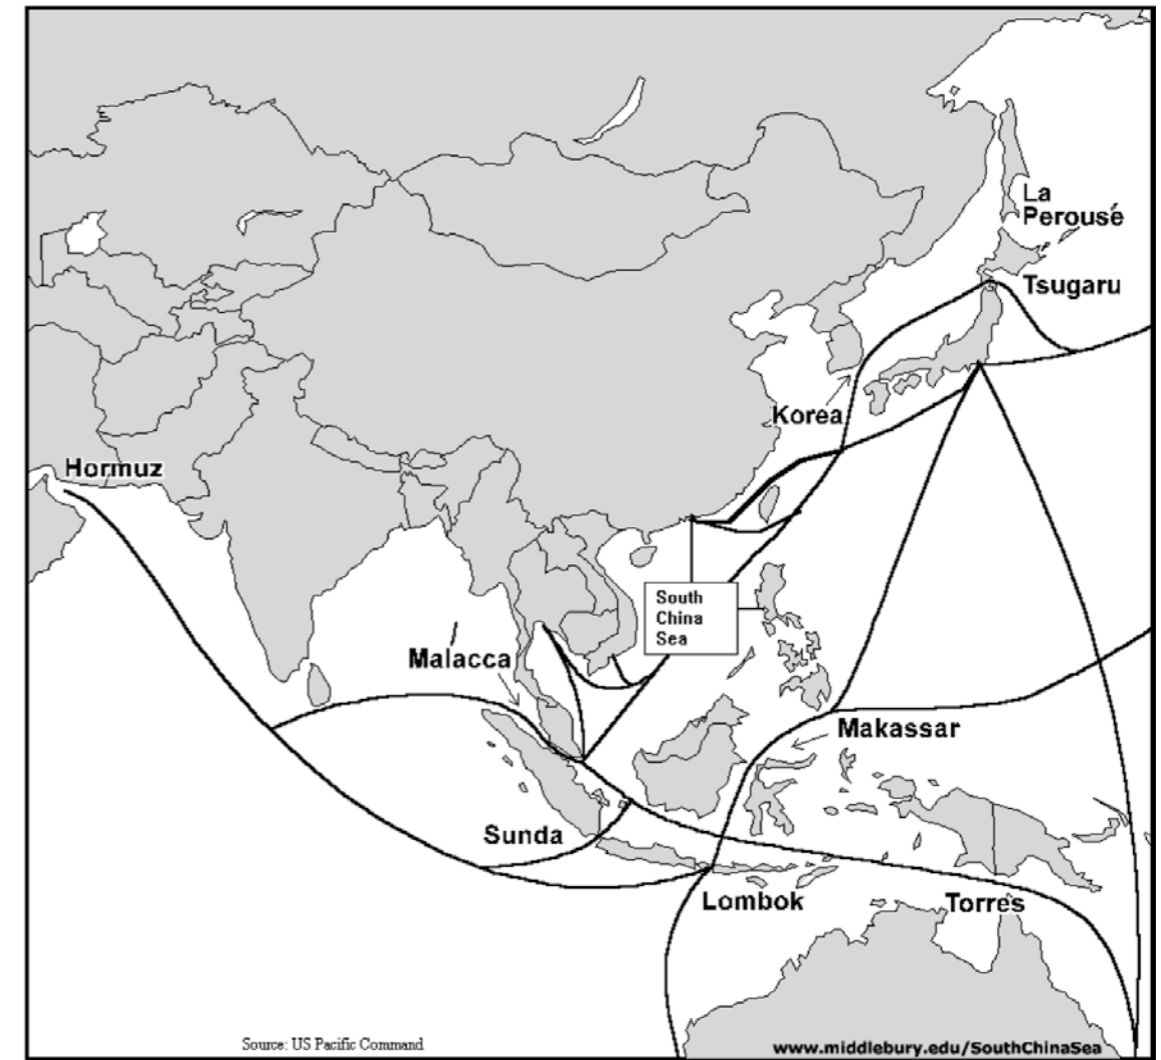 La
Perouse
Tsugaru
Korea
Hormuz
South
China
Sea
Malacca
Makassar
Sunda
Lombok
Torres
Source: US Pacific Command
www.middlebury.edu/SouthChinaSea